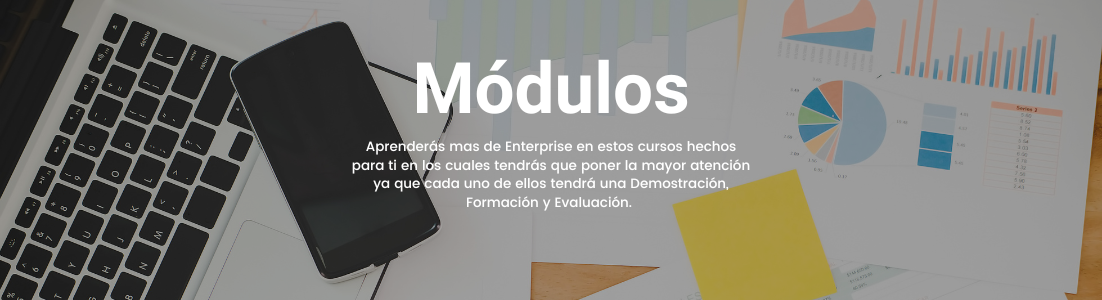 Módulos
Aprenderás mas de Enterprise en estos cursos hechos
para ti en los cuales tendrás que poner la mayor atención
ya que cada uno de ellos tendrá una Demostración,
Formación y Evaluación.